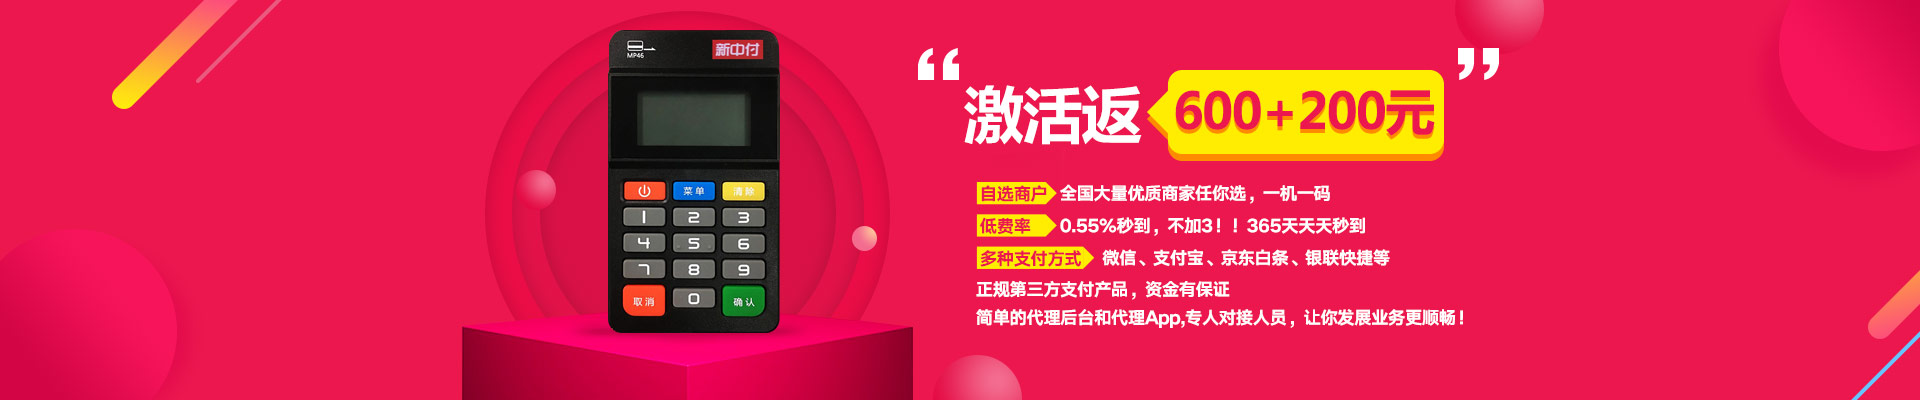 新中付
MP46
菜单
清除
1 2 3
4 5 6
7 8 9
取消
0
确认
“激活返 600+200元”
自选商户 全国大量优质商家任你选，一机一码
低费率 0.55%秒到，不加3！！365天天天秒到
多种支付方式 微信、支付宝、京东白条、银联快捷等
正规第三方支付产品，资金有保证
简单的代理后台和代理App,专人对接人员，让你发展业务更顺畅！